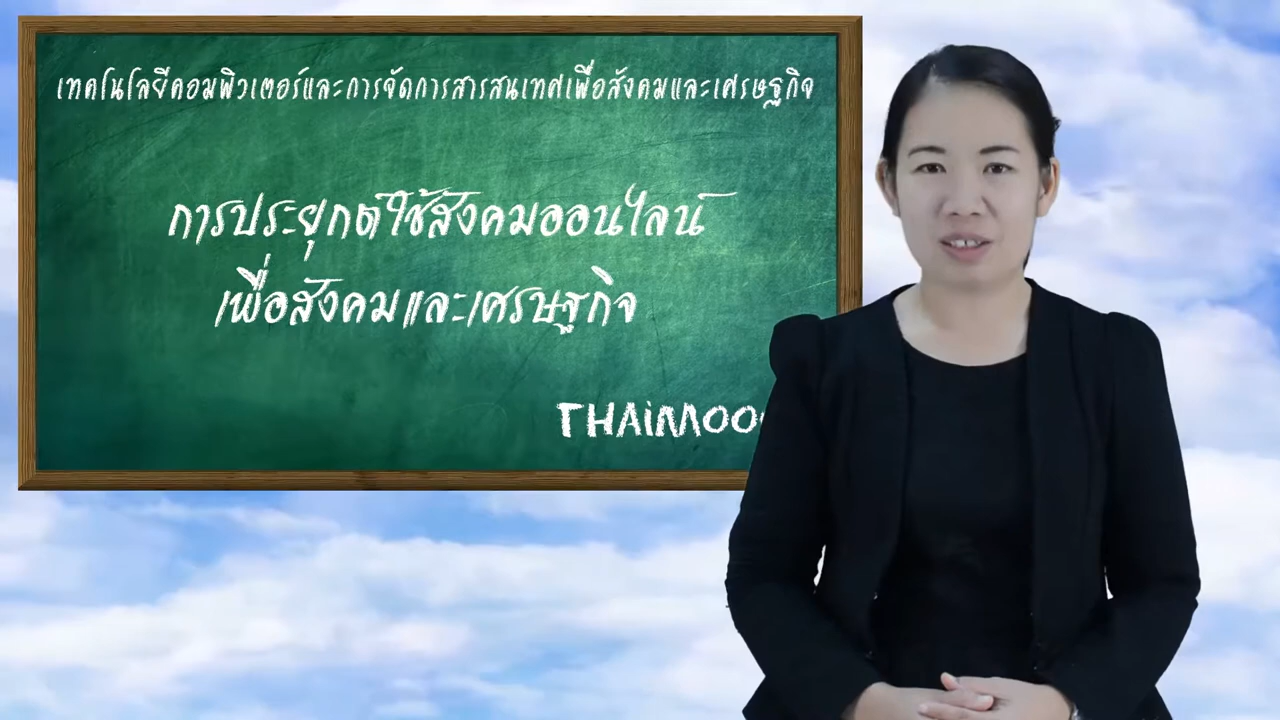 เทคโนโลยีคอมพิวเตอร์และการจัดการสารสนเทศเพื่อสังคมและเศรษฐกิจ
การประยุกต์ใช้สังคมออนไลน์
เพื่อสังคมและเศรษฐกิจ
THAiMOO